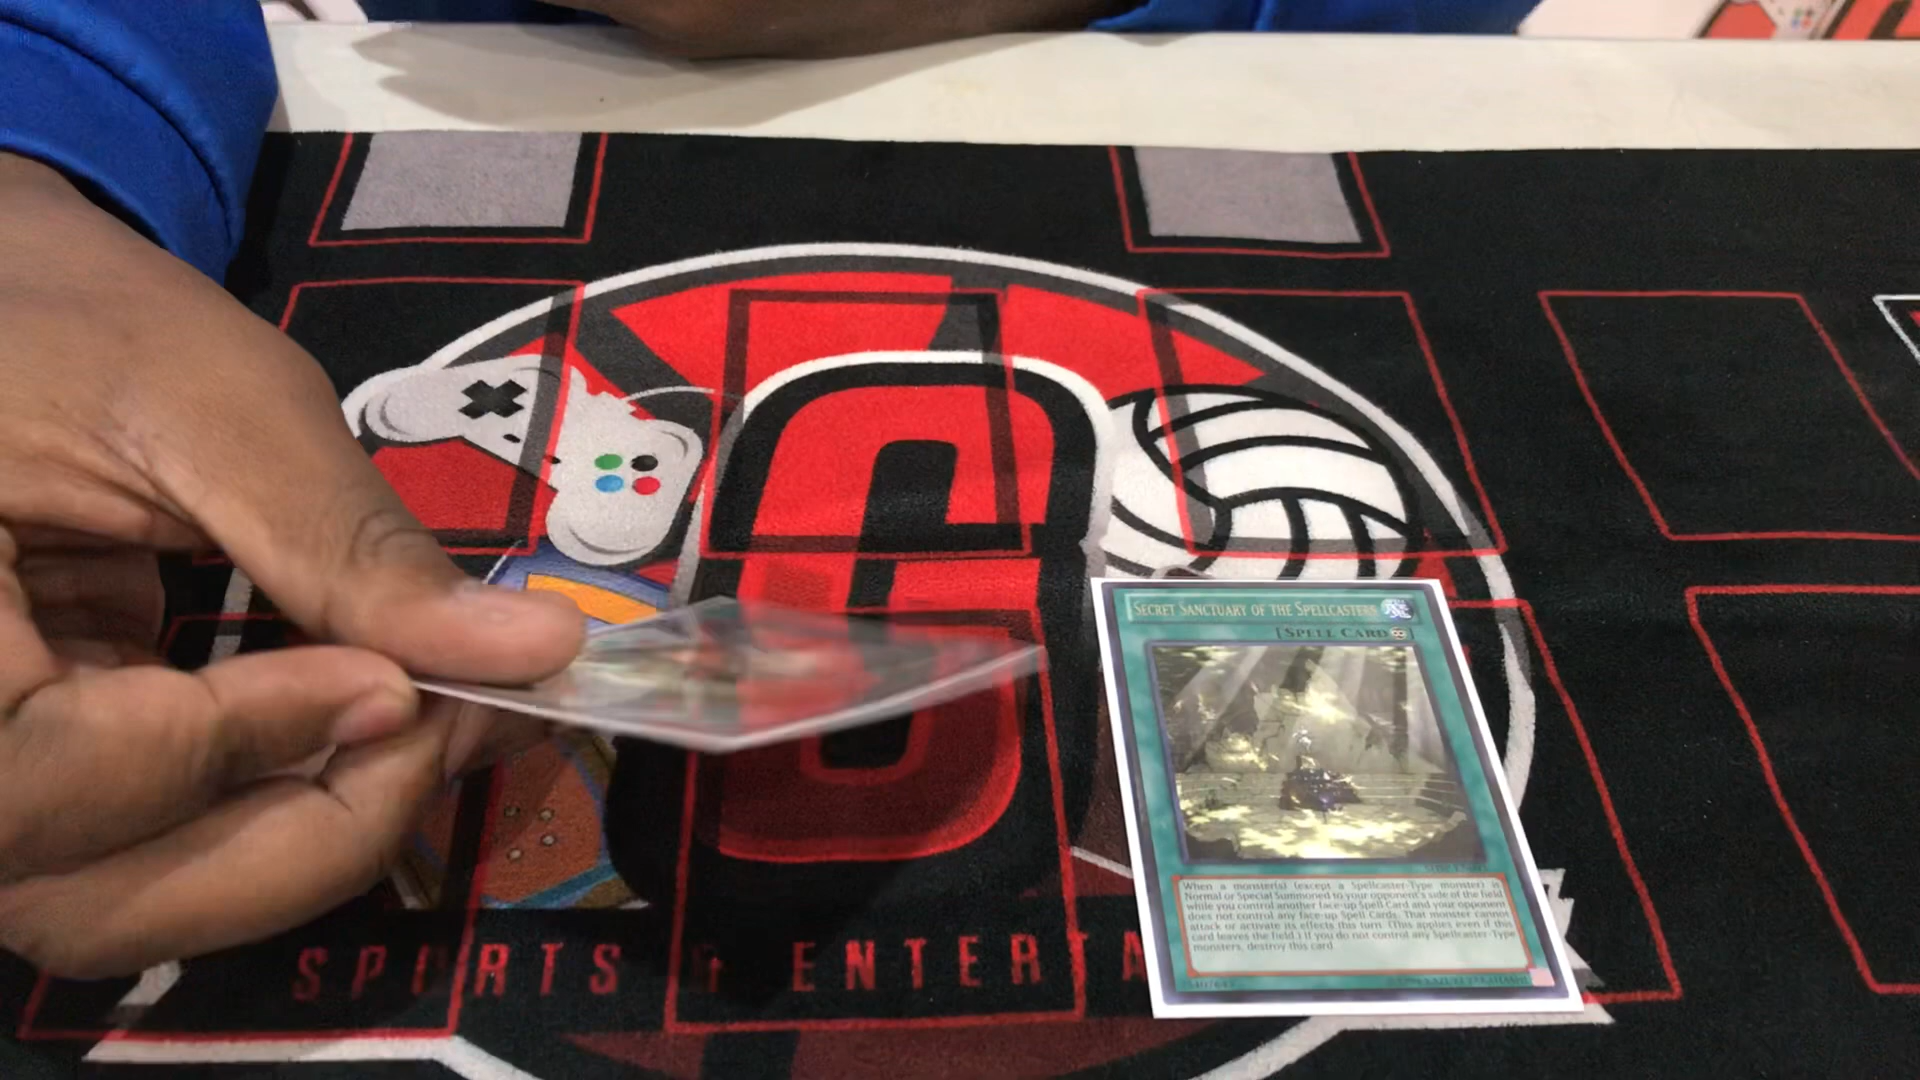 SECRET SANCTUARY OF THE SPELLCASTERS
[SPELL CARD]
When a monster(s) (except a Spellcaster-Type monster) is
Normal or Special Summoned to your opponent's side of the field
while you control another face-up Spell Card and your opponent
does not control any face-up Spell Cards. That monster cannot
attack or activate its effects this turn. (This applies even if this
card leaves the field.) If you do not control any Spellcaster-Type
monsters, destroy this card.
SPORTS & ENTERTA